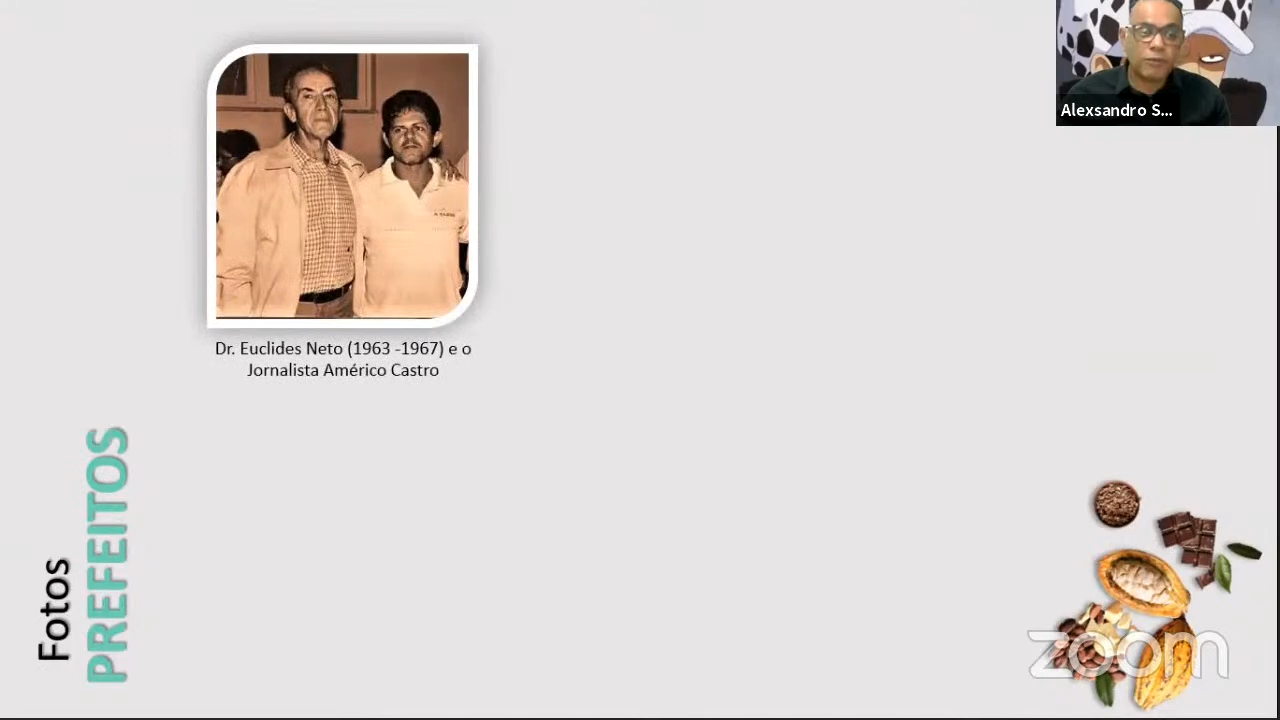 Alexsandro S...
Dr. Euclides Neto (1963 -1967) e o
Jornalista Américo Castro
Fotos
PREFEITOS
zoom